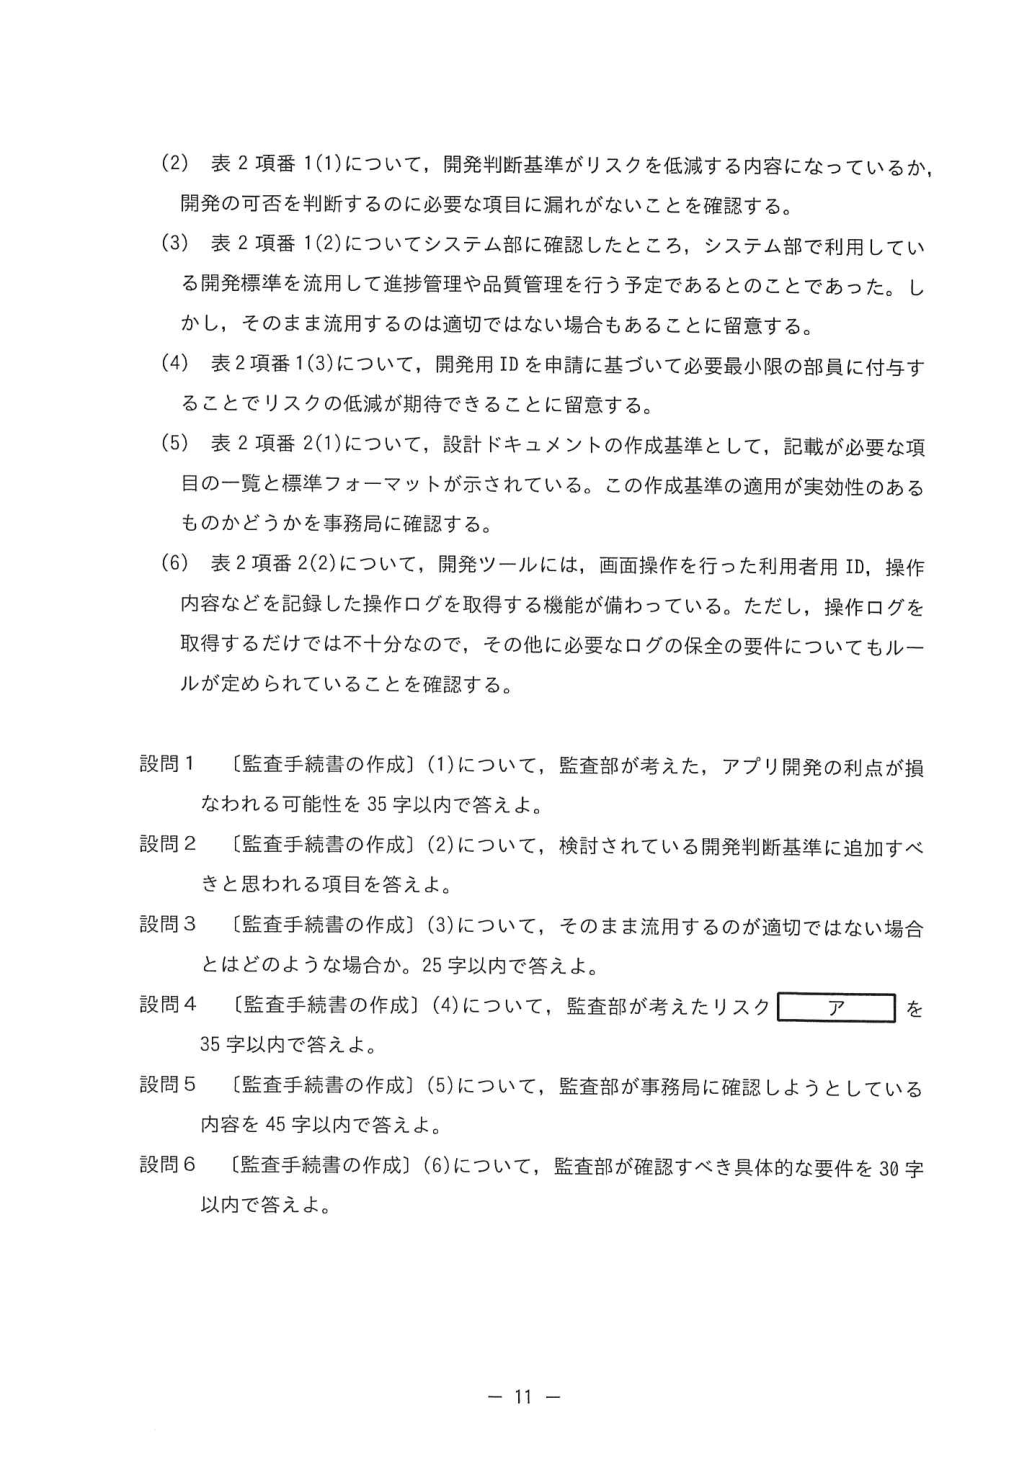 (2) 表 2 項番 1(1)について，開発判断基準がリスクを低減する内容になっているか，
開発の可否を判断するのに必要な項目に漏れがないことを確認する。
(3) 表 2 項番 1(2)についてシステム部に確認したところ，システム部で利用してい
る開発標準を流用して進捗管理や品質管理を行う予定であるとのことであった。し
かし，そのまま流用するのは適切ではない場合もあることに留意する。
(4) 表 2 項番 1(3)について，開発用 ID を申請に基づいて必要最小限の部員に付与す
ることでリスクの低減が期待できることに留意する。
(5) 表 2 項番 2(1)について，設計ドキュメントの作成基準として，記載が必要な項
目の一覧と標準フォーマットが示されている。この作成基準の適用が実効性のある
ものかどうかを事務局に確認する。
(6) 表 2 項番 2(2)について，開発ツールには，画面操作を行った利用者用 ID，操作
内容などを記録した操作ログを取得する機能が備わっている。ただし，操作ログを
取得するだけでは不十分なので，その他に必要なログの保全の要件についてもルー
ルが定められていることを確認する。
設問 1 〔監査手続書の作成〕(1)について，監査部が考えた，アプリ開発の利点が損
なわれる可能性を 35 字以内で答えよ。
設問 2 〔監査手続書の作成〕(2)について，検討されている開発判断基準に追加すべ
きと思われる項目を答えよ。
設問 3 〔監査手続書の作成〕(3)について，そのまま流用するのが適切ではない場合
とはどのような場合か。25 字以内で答えよ。
設問 4 〔監査手続書の作成〕(4)について，監査部が考えたリスク ア を
35 字以内で答えよ。
設問 5 〔監査手続書の作成〕(5)について，監査部が事務局に確認しようとしている
内容を 45 字以内で答えよ。
設問 6 〔監査手続書の作成〕(6)について，監査部が確認すべき具体的な要件を 30 字
以内で答えよ。
－ 11 －